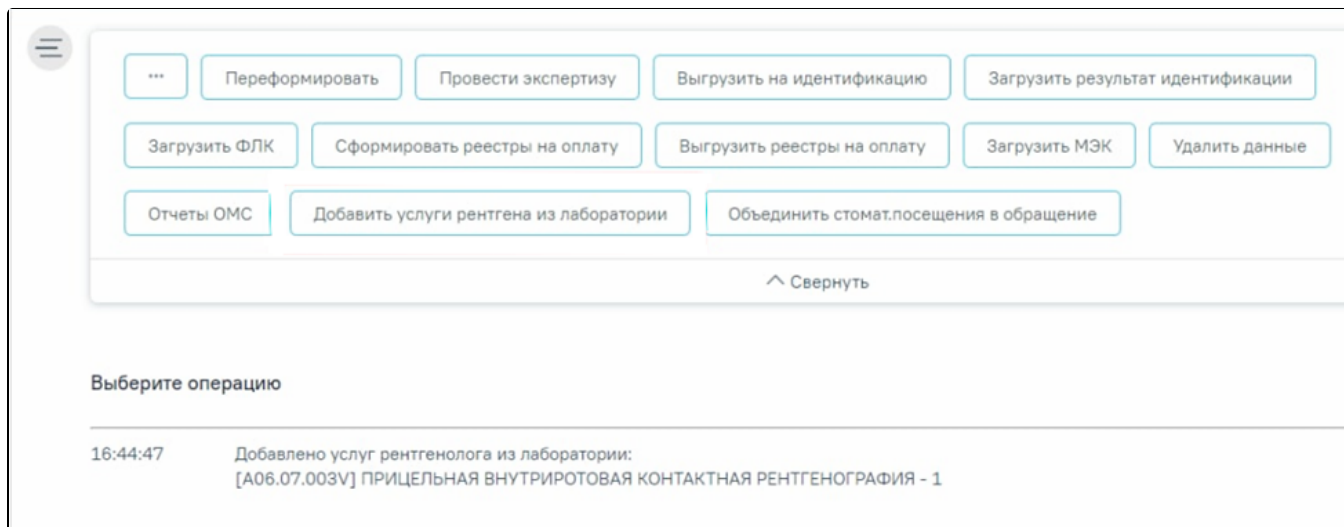 ··· Переформировать Провести экспертизу Выгрузить на идентификацию Загрузить результат идентификации
Загрузить ФЛК Сформировать реестры на оплату Выгрузить реестры на оплату Загрузить МЭК Удалить данные
Отчеты ОМС Добавить услуги рентгена из лаборатории Объединить стомат.посещения в обращение
Свернуть
Выберите операцию
16:44:47 Добавлено услуг рентгенолога из лаборатории:
[A06.07.003V] ПРИЦЕЛЬНАЯ ВНУТРИРОТОВАЯ КОНТАКТНАЯ РЕНТГЕНОГРАФИЯ - 1